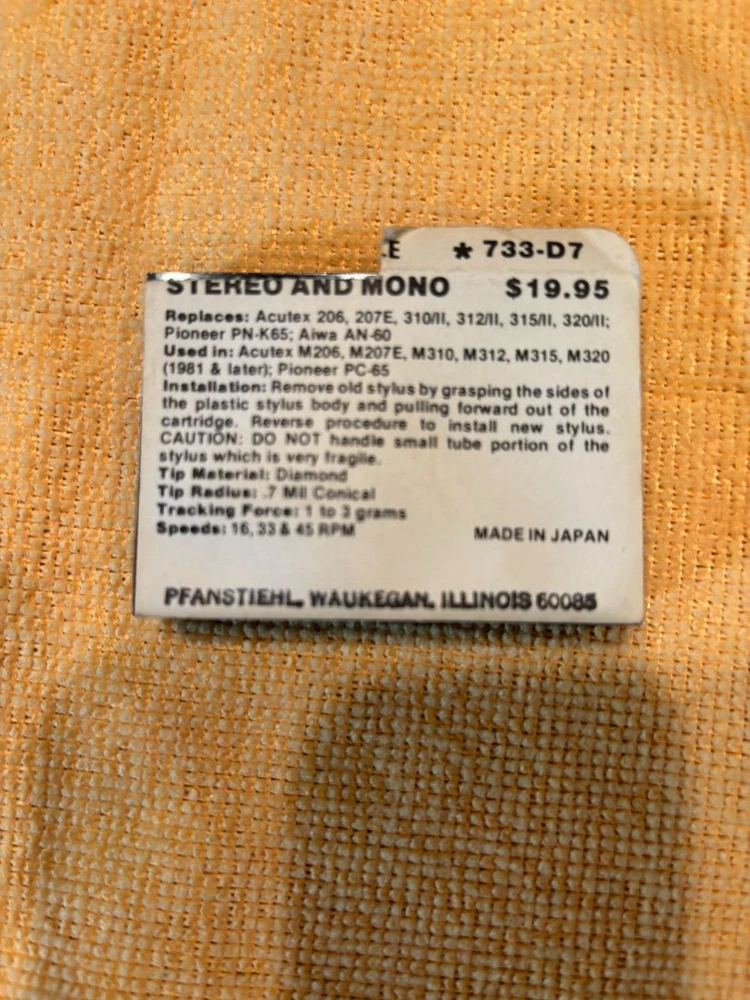 * 733-D7
STEREO AND MONO $19.95
Replaces: Acutex 206, 207E, 310/II, 312/II, 315/II, 320/II;
Pioneer PN-K65; Aiwa AN-60
Used in: Acutex M206, M207E, M310, M312, M315, M320
(1981 & later); Pioneer PC-65
Installation: Remove old stylus by grasping the sides of
the plastic stylus body and pulling forward out of the
cartridge. Reverse procedure to install new stylus.
CAUTION: DO NOT handle small tube portion of the
stylus which is very fragile.
Tip Material: Diamond
Tip Radius: .7 Mil Conical
Tracking Force: 1 to 3 grams
Speeds: 16, 33 & 45 RPM MADE IN JAPAN
PFANSTIEHL, WAUKEGAN, ILLINOIS 60085